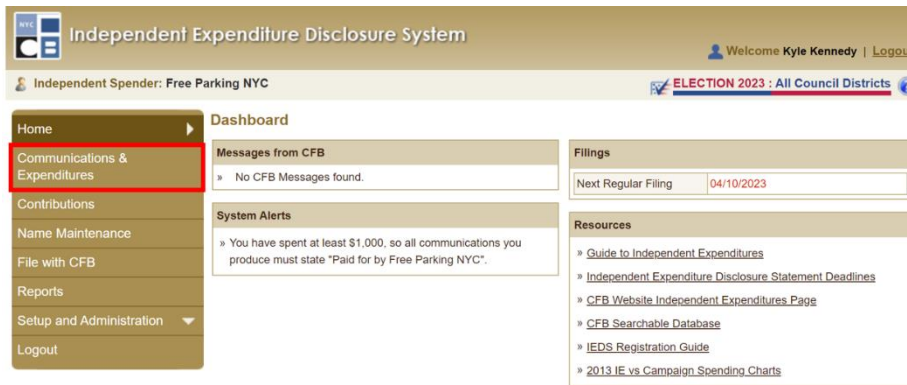 NYC
CB
Independent Expenditure Disclosure System
Welcome Kyle Kennedy | Logou
Independent Spender: Free Parking NYC
ELECTION 2023 : All Council Districts
Home
Communications &
Expenditures
Contributions
Name Maintenance
File with CFB
Reports
Setup and Administration
Logout
Dashboard
Messages from CFB
» No CFB Messages found.
System Alerts
» You have spent at least $1,000, so all communications you
produce must state "Paid for by Free Parking NYC".
Filings
Next Regular Filing 04/10/2023
Resources
» Guide to Independent Expenditures
» Independent Expenditure Disclosure Statement Deadlines
» CFB Website Independent Expenditures Page
» CFB Searchable Database
» IEDS Registration Guide
» 2013 IE vs Campaign Spending Charts